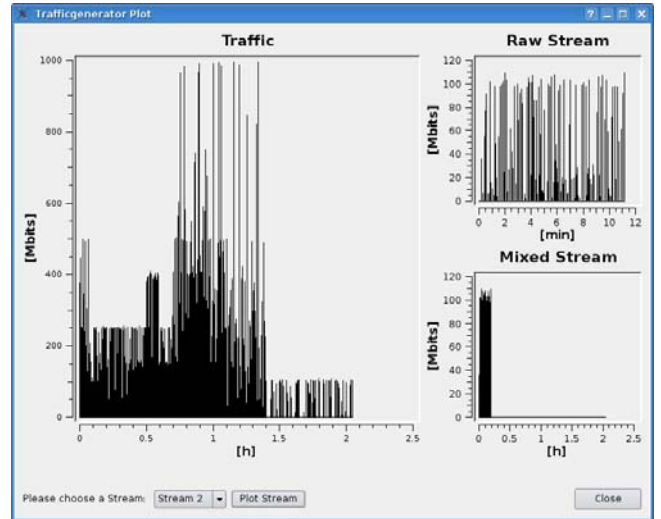 Trafficgenerator Plot
Traffic
1000
800
600
400
200
0
[Mbits]
0 0.5 1 1.5 2 2.5
[h]
Raw Stream
120
100
80
60
40
20
0
[Mbits]
0 2 4 6 8 10 12
[min]
Mixed Stream
120
100
80
60
40
20
0
[Mbits]
0 0.5 1 1.5 2 2.5
[h]
Please choose a Stream: Stream 2 Plot Stream Close